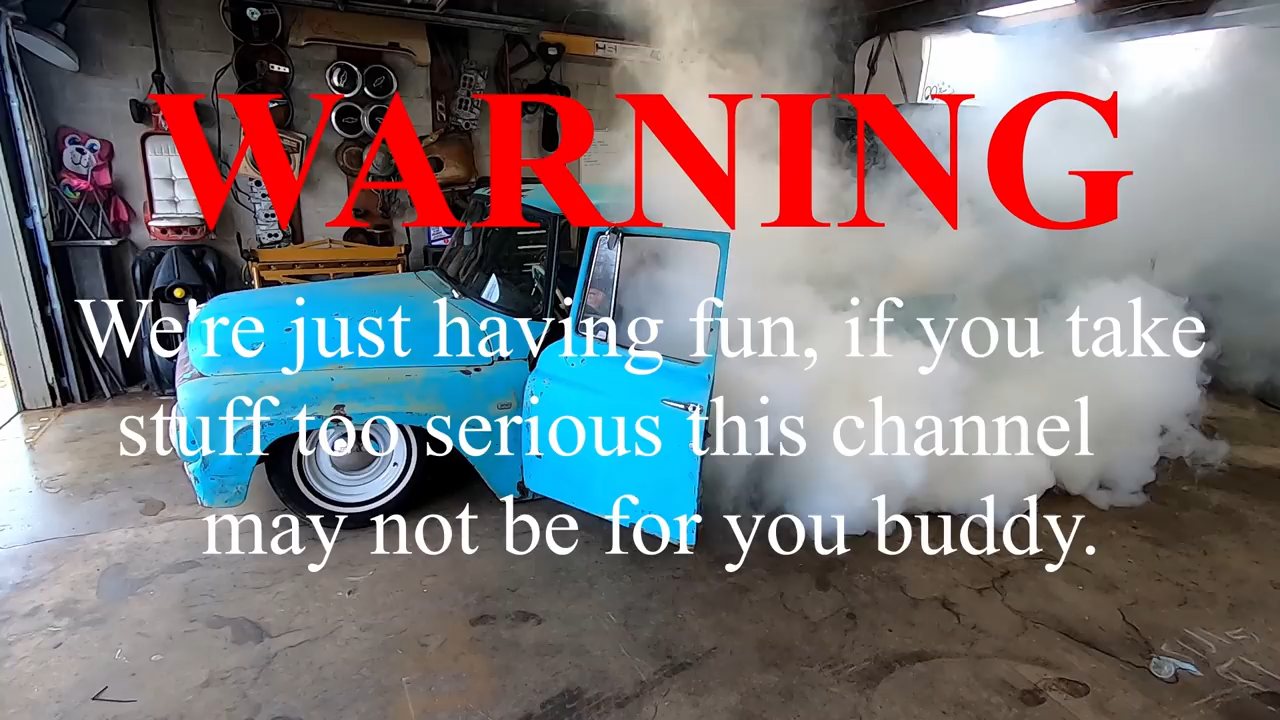 WARNING
We're just having fun, if you take
stuff too serious this channel
may not be for you buddy.